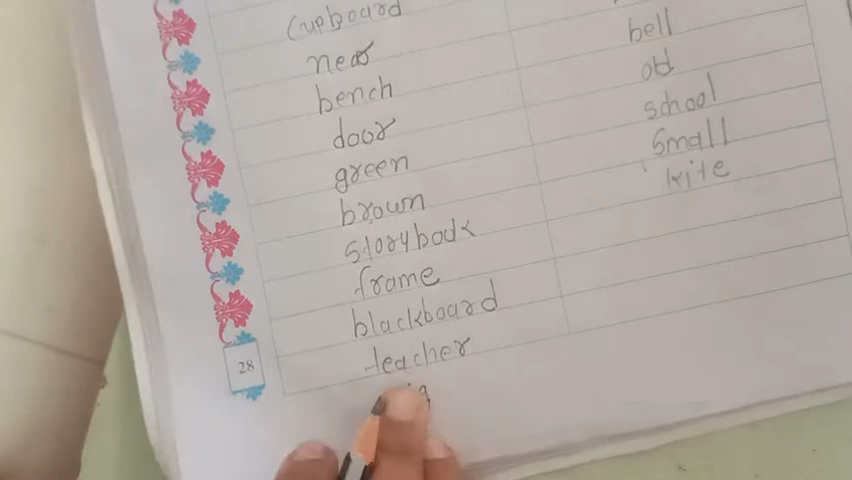 cupboard
near
bench
door
green
brown
storybook
frame
blackboard
teacher
bell
old
school
small
kite
28